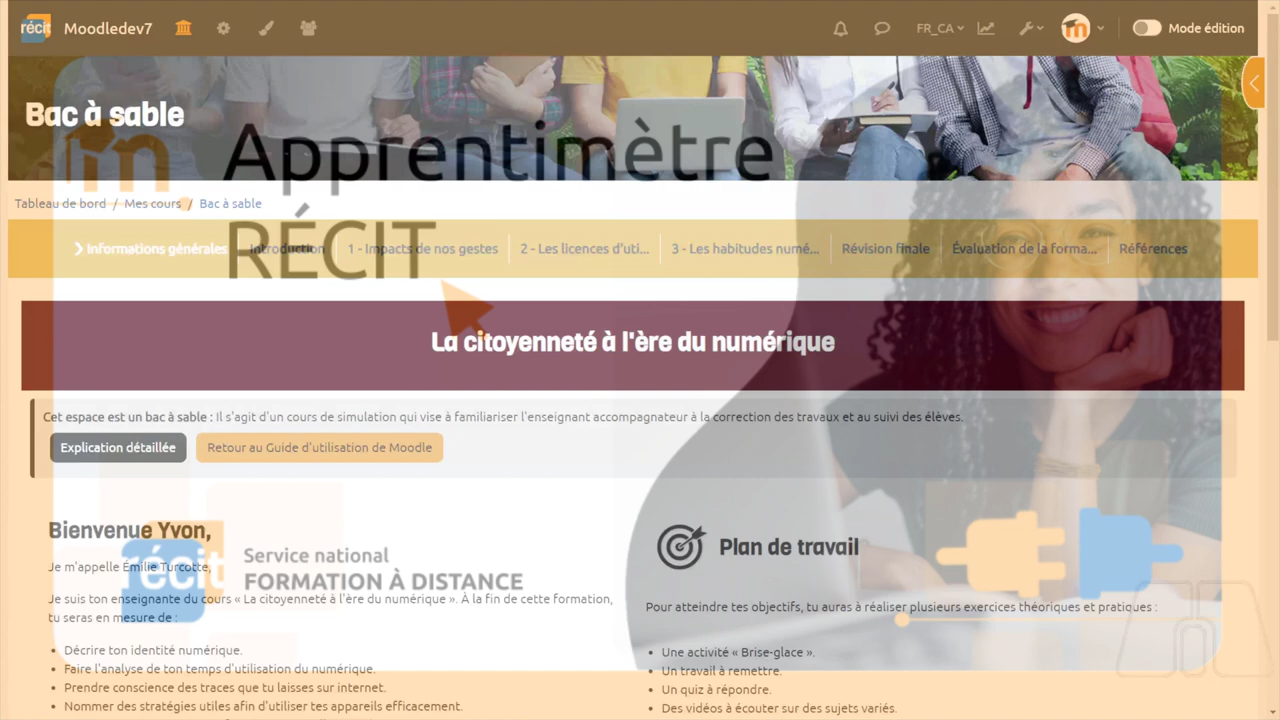 récit Moodledev7 FR_CA Mode édition
Bac à sable
Apprentimètre
Tableau de bord / Mes cours / Bac à sable
RÉCIT
Informations générales Introduction 1 - Impacts de nos gestes 2 - Les licences d'uti... 3 - Les habitudes numé... Révision finale Évaluation de la forma... Références
La citoyenneté à l'ère du numérique
Cet espace est un bac à sable : Il s'agit d'un cours de simulation qui vise à familiariser l'enseignant accompagnateur à la correction des travaux et au suivi des élèves.
Explication détaillée Retour au Guide d'utilisation de Moodle
Bienvenue Yvon,
Je m'appelle Émilie Turcotte,
Je suis ton enseignante du cours « La citoyenneté à l'ère du numérique ». À la fin de cette formation,
tu seras en mesure de :
• Décrire ton identité numérique.
• Faire l'analyse de ton temps d'utilisation du numérique.
• Prendre conscience des traces que tu laisses sur internet.
• Nommer des stratégies utiles afin d'utiliser tes appareils efficacement.
récit
Service national
FORMATION À DISTANCE
Plan de travail
Pour atteindre tes objectifs, tu auras à réaliser plusieurs exercices théoriques et pratiques :
• Une activité « Brise-glace ».
• Un travail à remettre.
• Un quiz à répondre.
• Des vidéos à écouter sur des sujets variés.